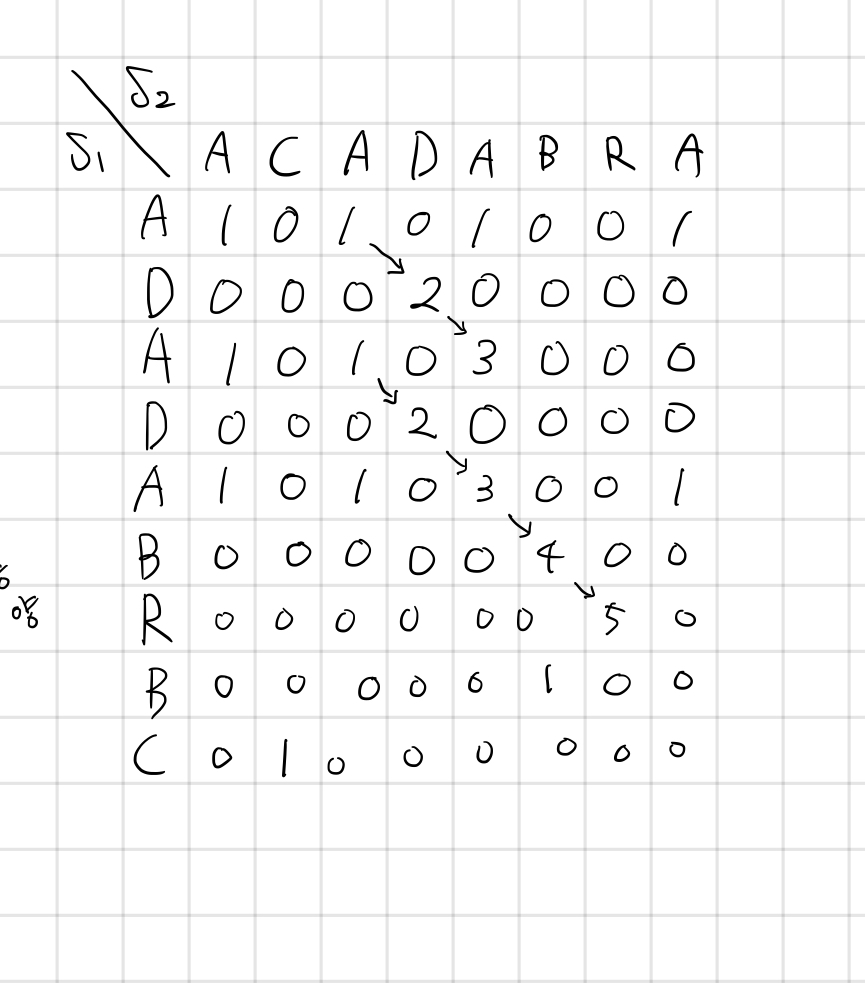 S2
S1 A C A D A B R A
A 1 0 1 0 1 0 0 1
D 0 0 0 2 0 0 0 0
A 1 0 1 0 3 0 0 0
D 0 0 0 2 0 0 0 0
A 1 0 1 0 3 0 0 1
B 0 0 0 0 0 4 0 0
R 0 0 0 0 0 0 5 0
B 0 0 0 0 0 1 0 0
C 0 1 0 0 0 0 0 0